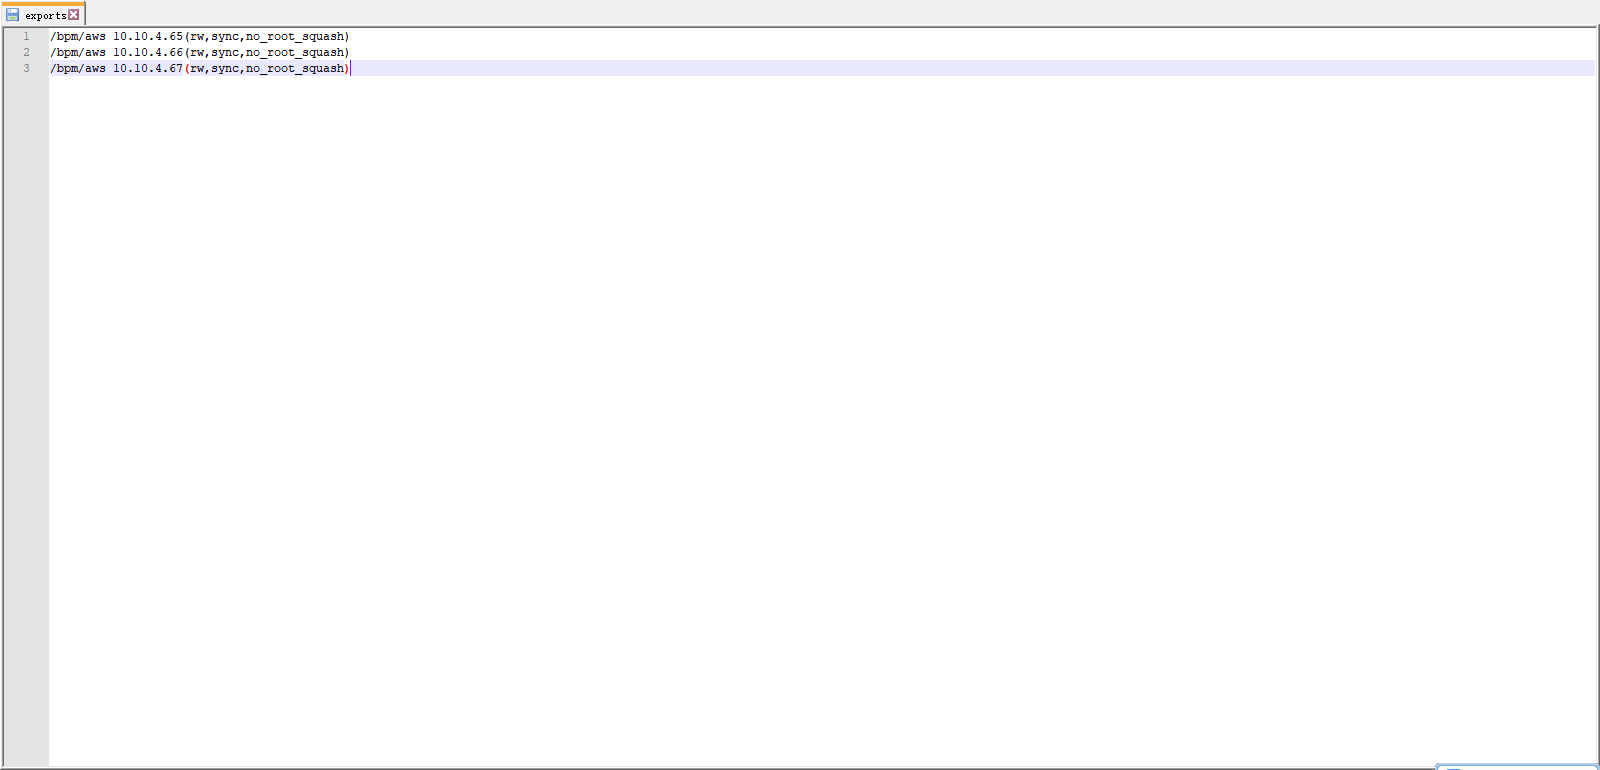 exports
1 /bpm/aws 10.10.4.65(rw,sync,no_root_squash)
2 /bpm/aws 10.10.4.66(rw,sync,no_root_squash)
3 /bpm/aws 10.10.4.67(rw,sync,no_root_squash)